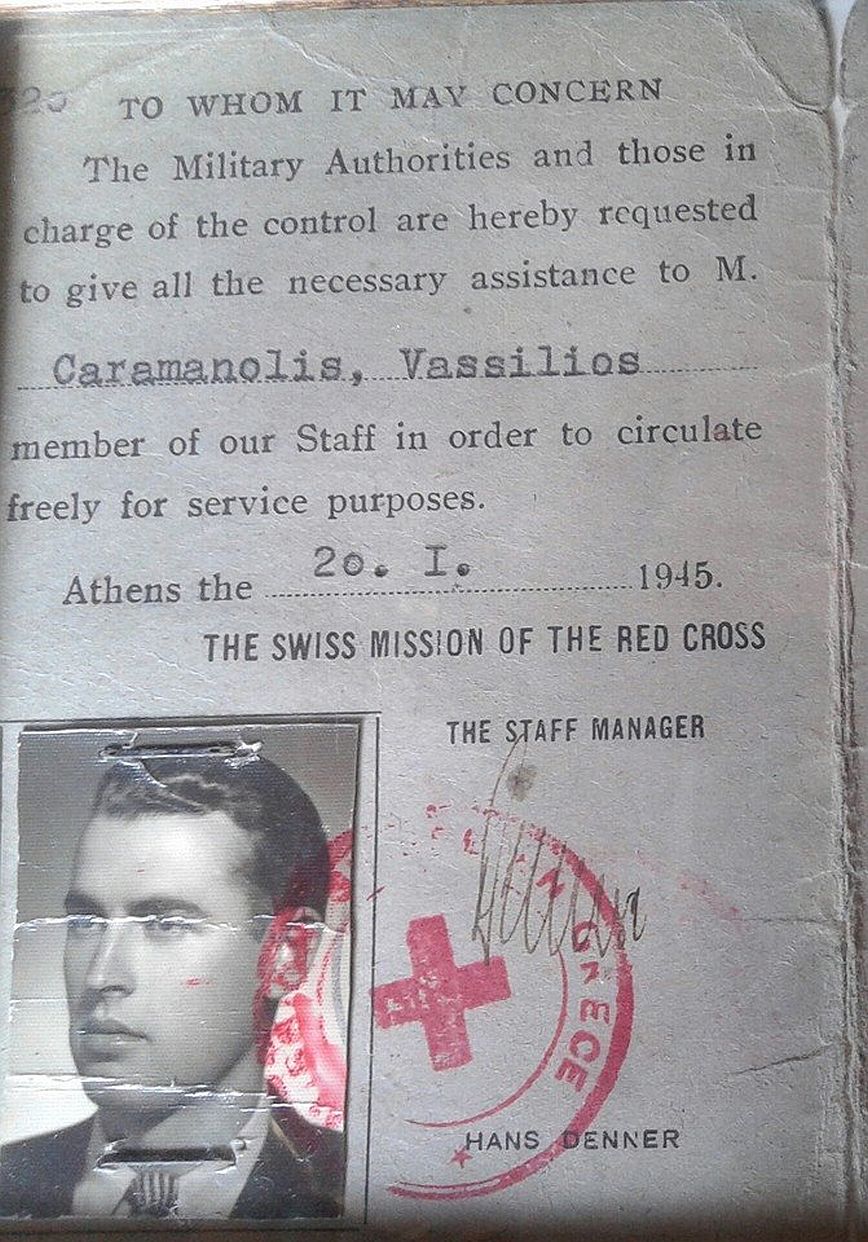 TO WHOM IT MAY CONCERN
The Military Authorities and those in
charge of the control are hereby requested
to give all the necessary assistance to M.
Caramanolis, Vassilios
member of our Staff in order to circulate
freely for service purposes.
Athens the 20. I. 1945.
THE SWISS MISSION OF THE RED CROSS
THE STAFF MANAGER
IN GREECE
HANS DENNER